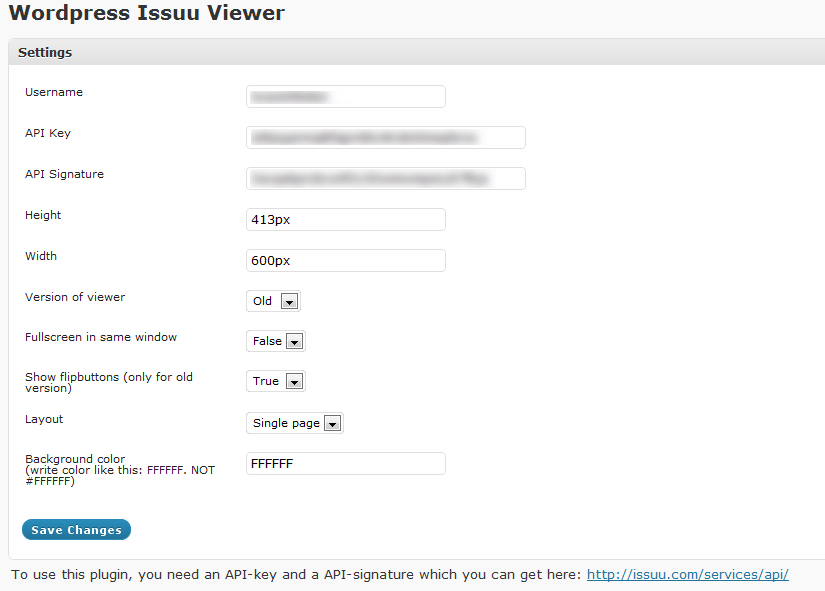 Wordpress Issuu Viewer
Settings
Username
API Key
API Signature
Height
413px
Width
600px
Version of viewer
Old
Fullscreen in same window
False
Show flipbuttons (only for old
version)
True
Layout
Single page
Background color
(write color like this: FFFFFF. NOT
#FFFFFF)
FFFFFF
Save Changes
To use this plugin, you need an API-key and a API-signature which you can get here: http://issuu.com/services/api/